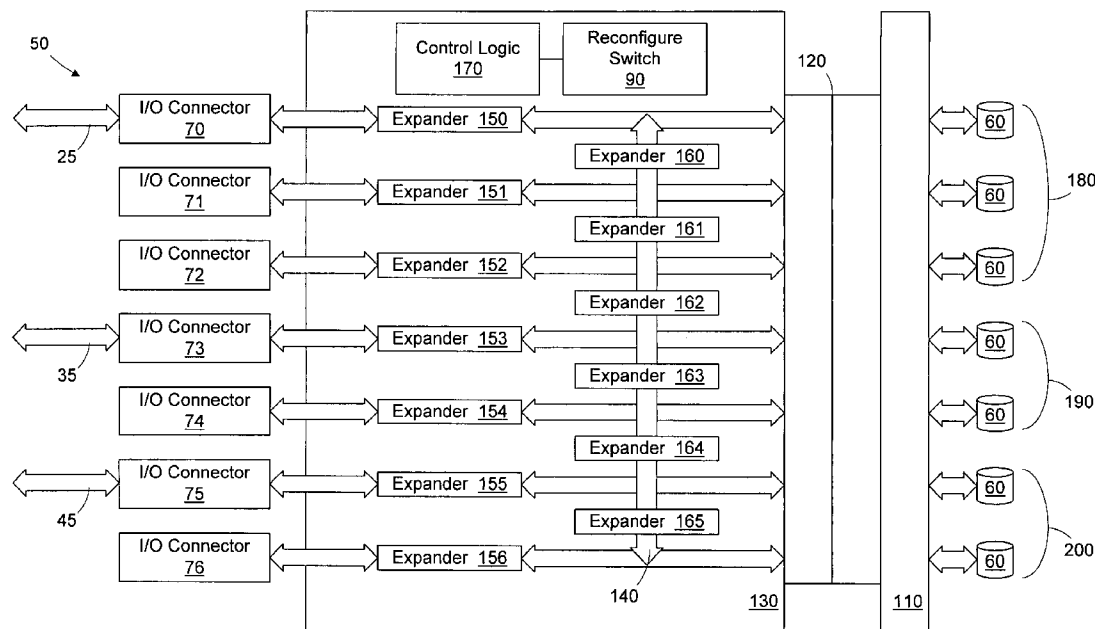 50
Control Logic
170
Reconfigure
Switch
90
120
I/O Connector
70
Expander 150
60
25
Expander 160
I/O Connector
71
Expander 151
60
180
Expander 161
I/O Connector
72
Expander 152
60
Expander 162
I/O Connector
73
Expander 153
60
35
Expander 163
190
I/O Connector
74
Expander 154
60
Expander 164
I/O Connector
75
Expander 155
60
45
Expander 165
200
I/O Connector
76
Expander 156
60
140
130
110